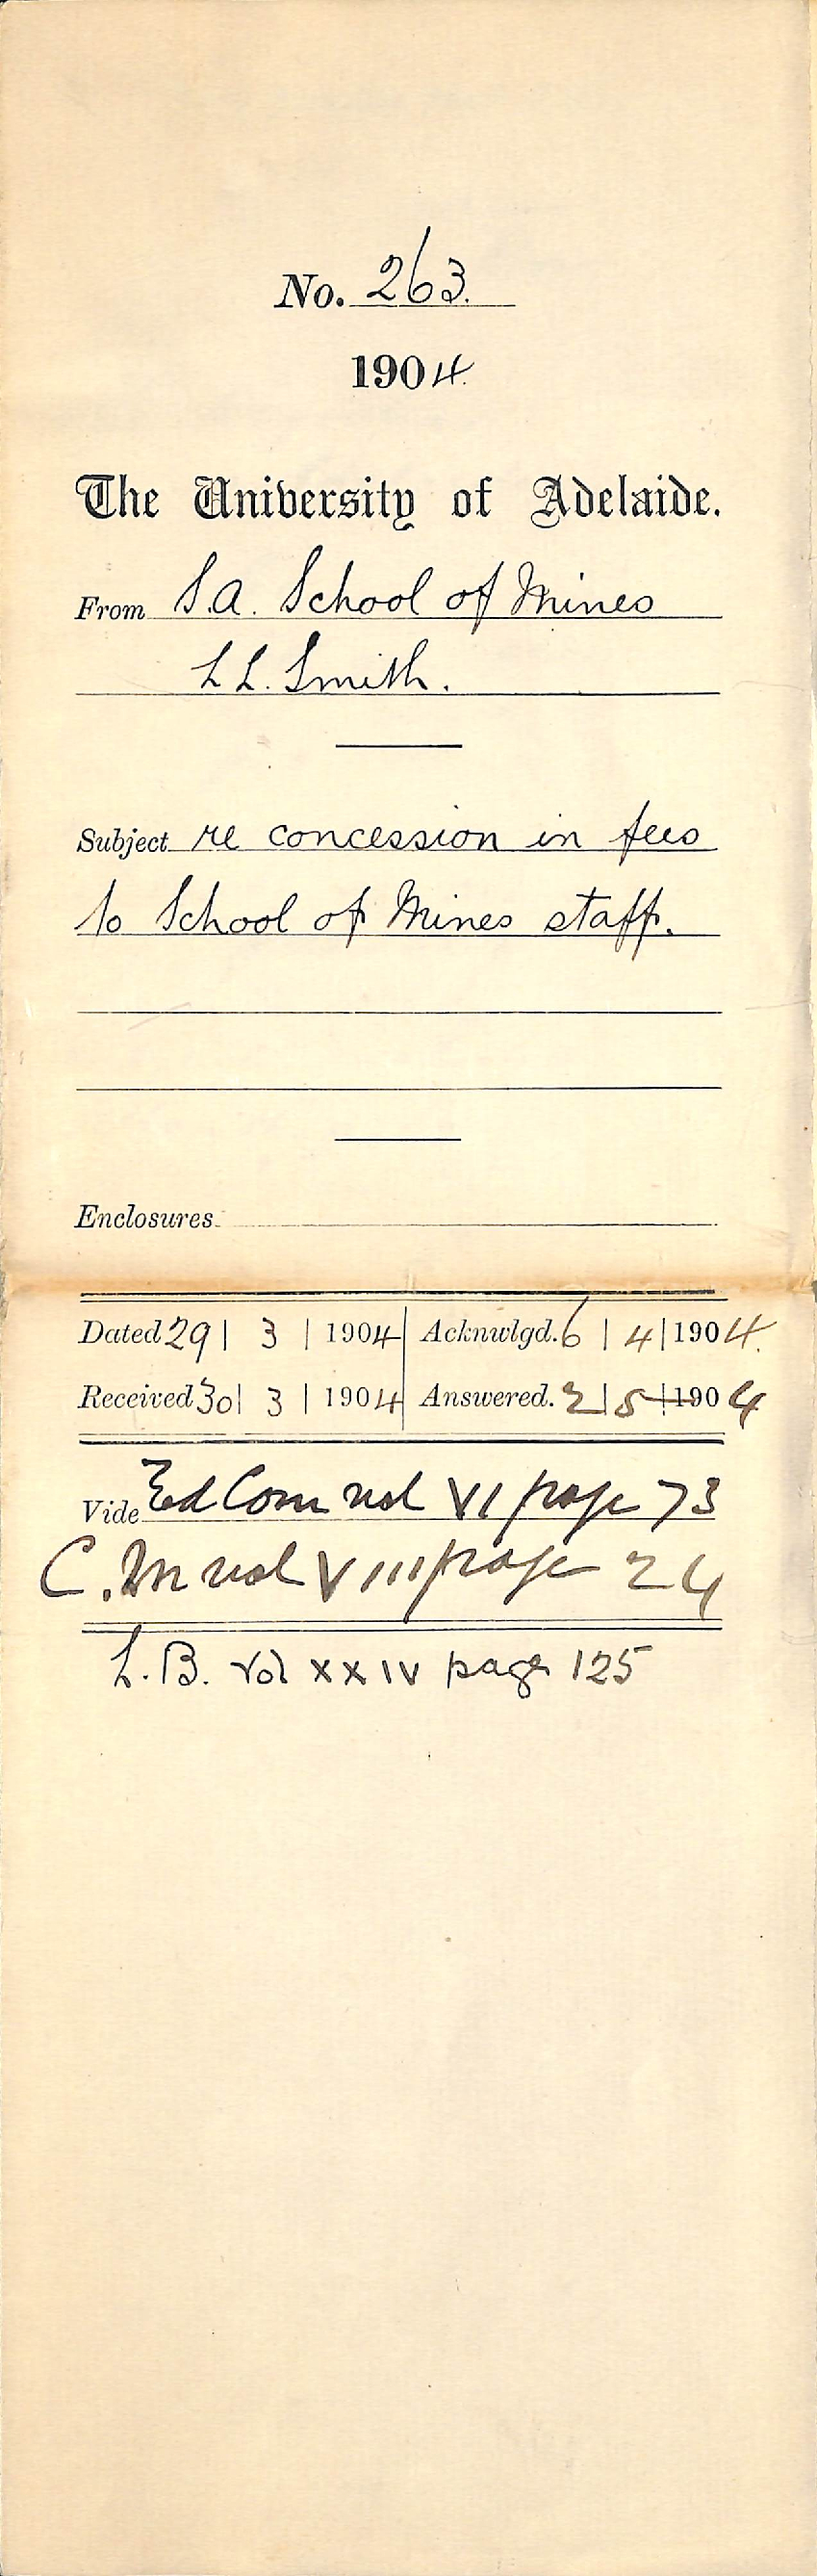 No. 263.
1904.
The University of Adelaide.
From S.A. School of Mines
L L. Smith.
Subject re concession in fees
to School of Mines staff.
Enclosures.
Dated 29 | 3 | 1904 Acknwlgd. 6 | 4 | 1904.
Received 30 | 3 | 1904 Answered. 2 | 5 | 1904
Vide Ed Com vol VI page 73
C. M vol VIII page 24
L. B. Vol XXIV page 125